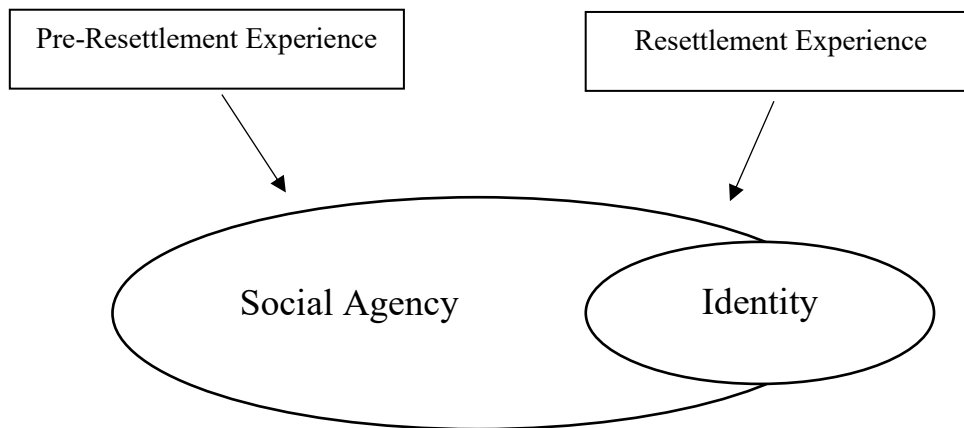 Pre-Resettlement Experience
Resettlement Experience
Social Agency
Identity